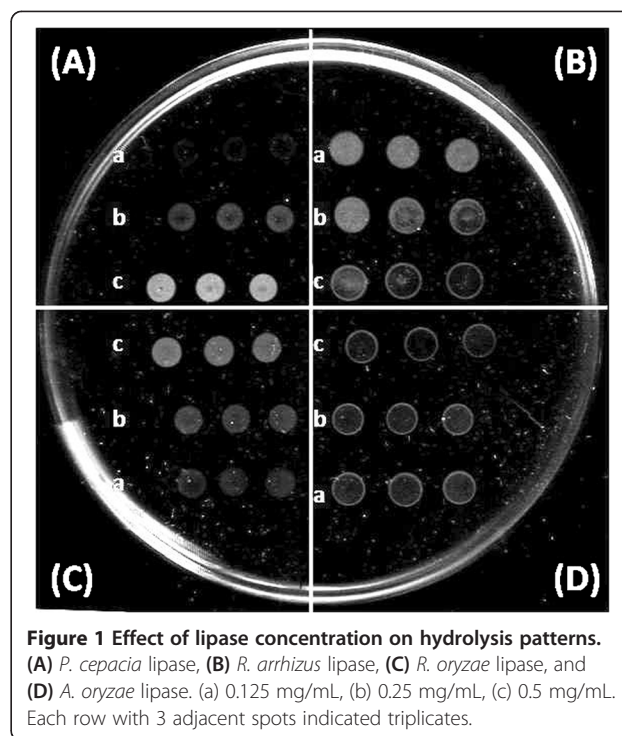 (A) (B)
a a
b b
c c
c c
b b
a a
(C) (D)
Figure 1 Effect of lipase concentration on hydrolysis patterns.
(A) P. cepacia lipase, (B) R. arrhizus lipase, (C) R. oryzae lipase, and
(D) A. oryzae lipase. (a) 0.125 mg/mL, (b) 0.25 mg/mL, (c) 0.5 mg/mL.
Each row with 3 adjacent spots indicated triplicates.